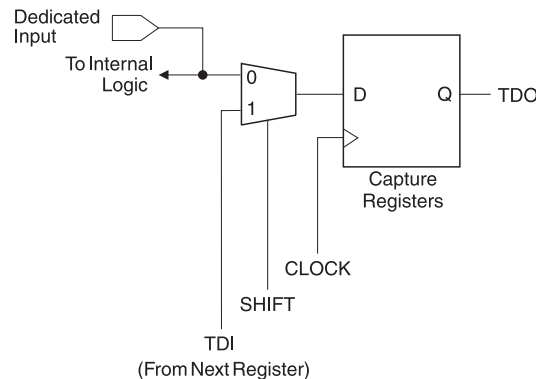 Dedicated
Input
To Internal
Logic
0
1
D
Q
TDO
Capture
Registers
CLOCK
SHIFT
TDI
(From Next Register)